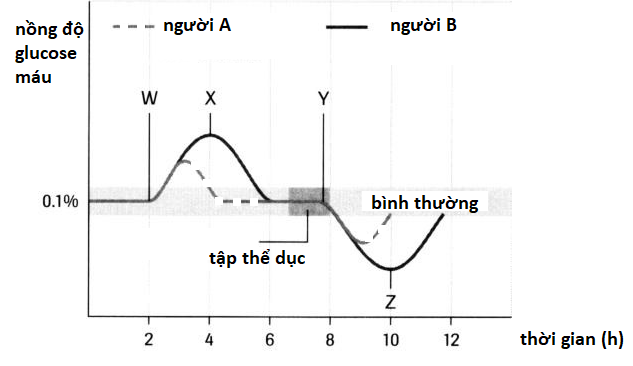 nồng độ
glucose
máu
người A
người B
W
X
Y
0.1%
bình thường
tập thể dục
Z
2
4
6
8
10
12
thời gian (h)